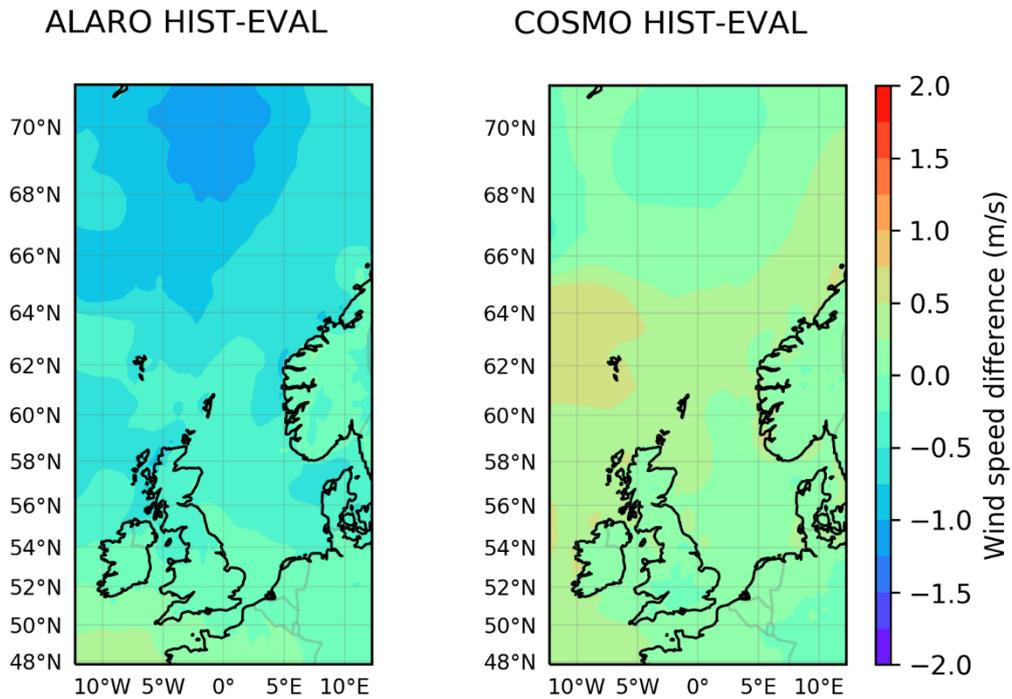 ALARO HIST-EVAL
COSMO HIST-EVAL
70°N
68°N
66°N
64°N
62°N
60°N
58°N
56°N
54°N
52°N
50°N
48°N
10°W 5°W 0° 5°E 10°E
70°N
68°N
66°N
64°N
62°N
60°N
58°N
56°N
54°N
52°N
50°N
48°N
10°W 5°W 0° 5°E 10°E
2.0
1.5
1.0
0.5
0.0
−0.5
−1.0
−1.5
−2.0
Wind speed difference (m/s)